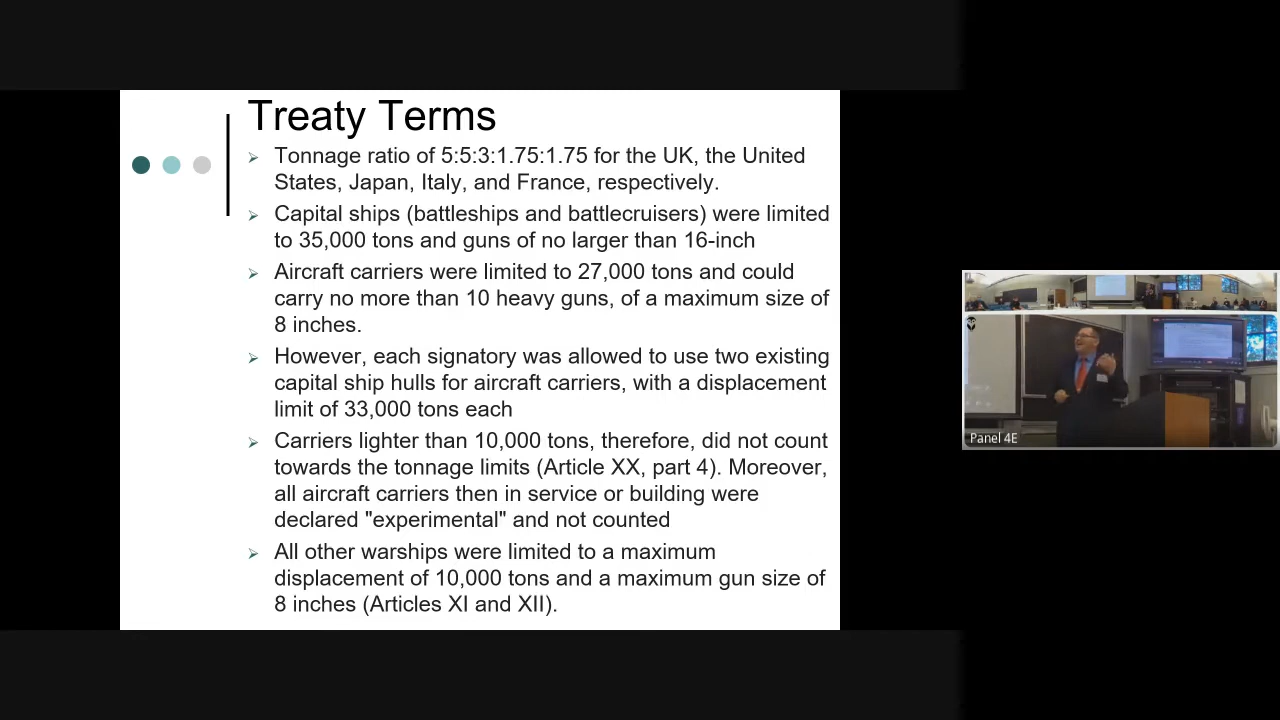 Treaty Terms
Tonnage ratio of 5:5:3:1.75:1.75 for the UK, the United
States, Japan, Italy, and France, respectively.
Capital ships (battleships and battlecruisers) were limited
to 35,000 tons and guns of no larger than 16-inch
Aircraft carriers were limited to 27,000 tons and could
carry no more than 10 heavy guns, of a maximum size of
8 inches.
However, each signatory was allowed to use two existing
capital ship hulls for aircraft carriers, with a displacement
limit of 33,000 tons each
Carriers lighter than 10,000 tons, therefore, did not count
towards the tonnage limits (Article XX, part 4). Moreover,
all aircraft carriers then in service or building were
declared "experimental" and not counted
All other warships were limited to a maximum
displacement of 10,000 tons and a maximum gun size of
8 inches (Articles XI and XII).
Panel 4E